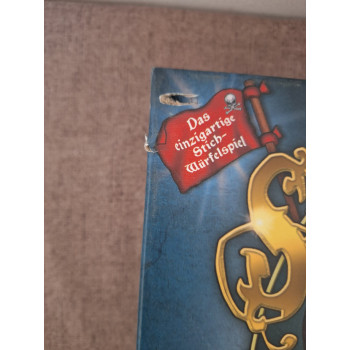 Das
einzigartige
Stich-
Würfelspiel
S